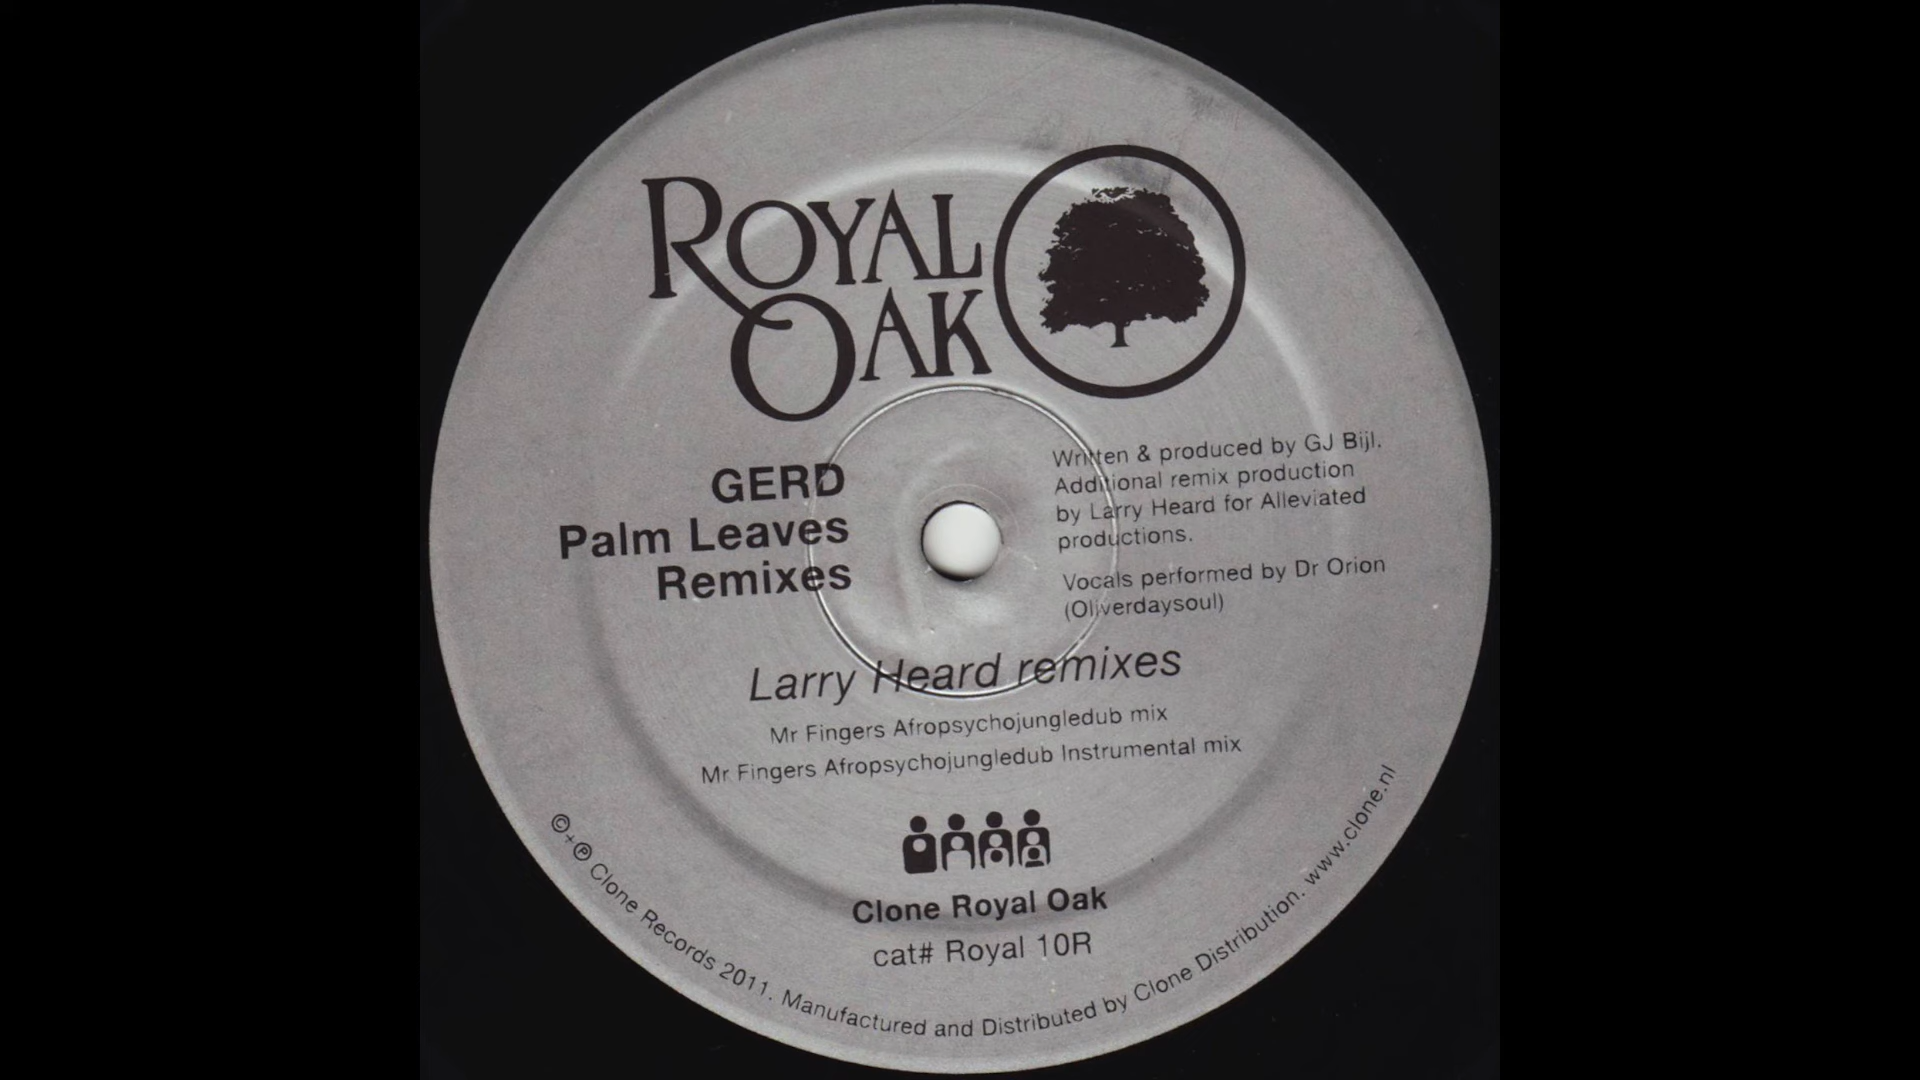 ROYAL
OAK
GERD
Palm Leaves
Remixes
Written & produced by GJ Bijl.
Additional remix production
by Larry Heard for Alleviated
productions.
Vocals performed by Dr Orion
(Oliverdaysoul)
Larry Heard remixes
Mr Fingers Afropsychojungledub mix
Mr Fingers Afropsychojungledub Instrumental mix
Clone Royal Oak
cat# Royal 10R
©+℗ Clone Records 2011. Manufactured and Distributed by Clone Distribution. www.clone.nl